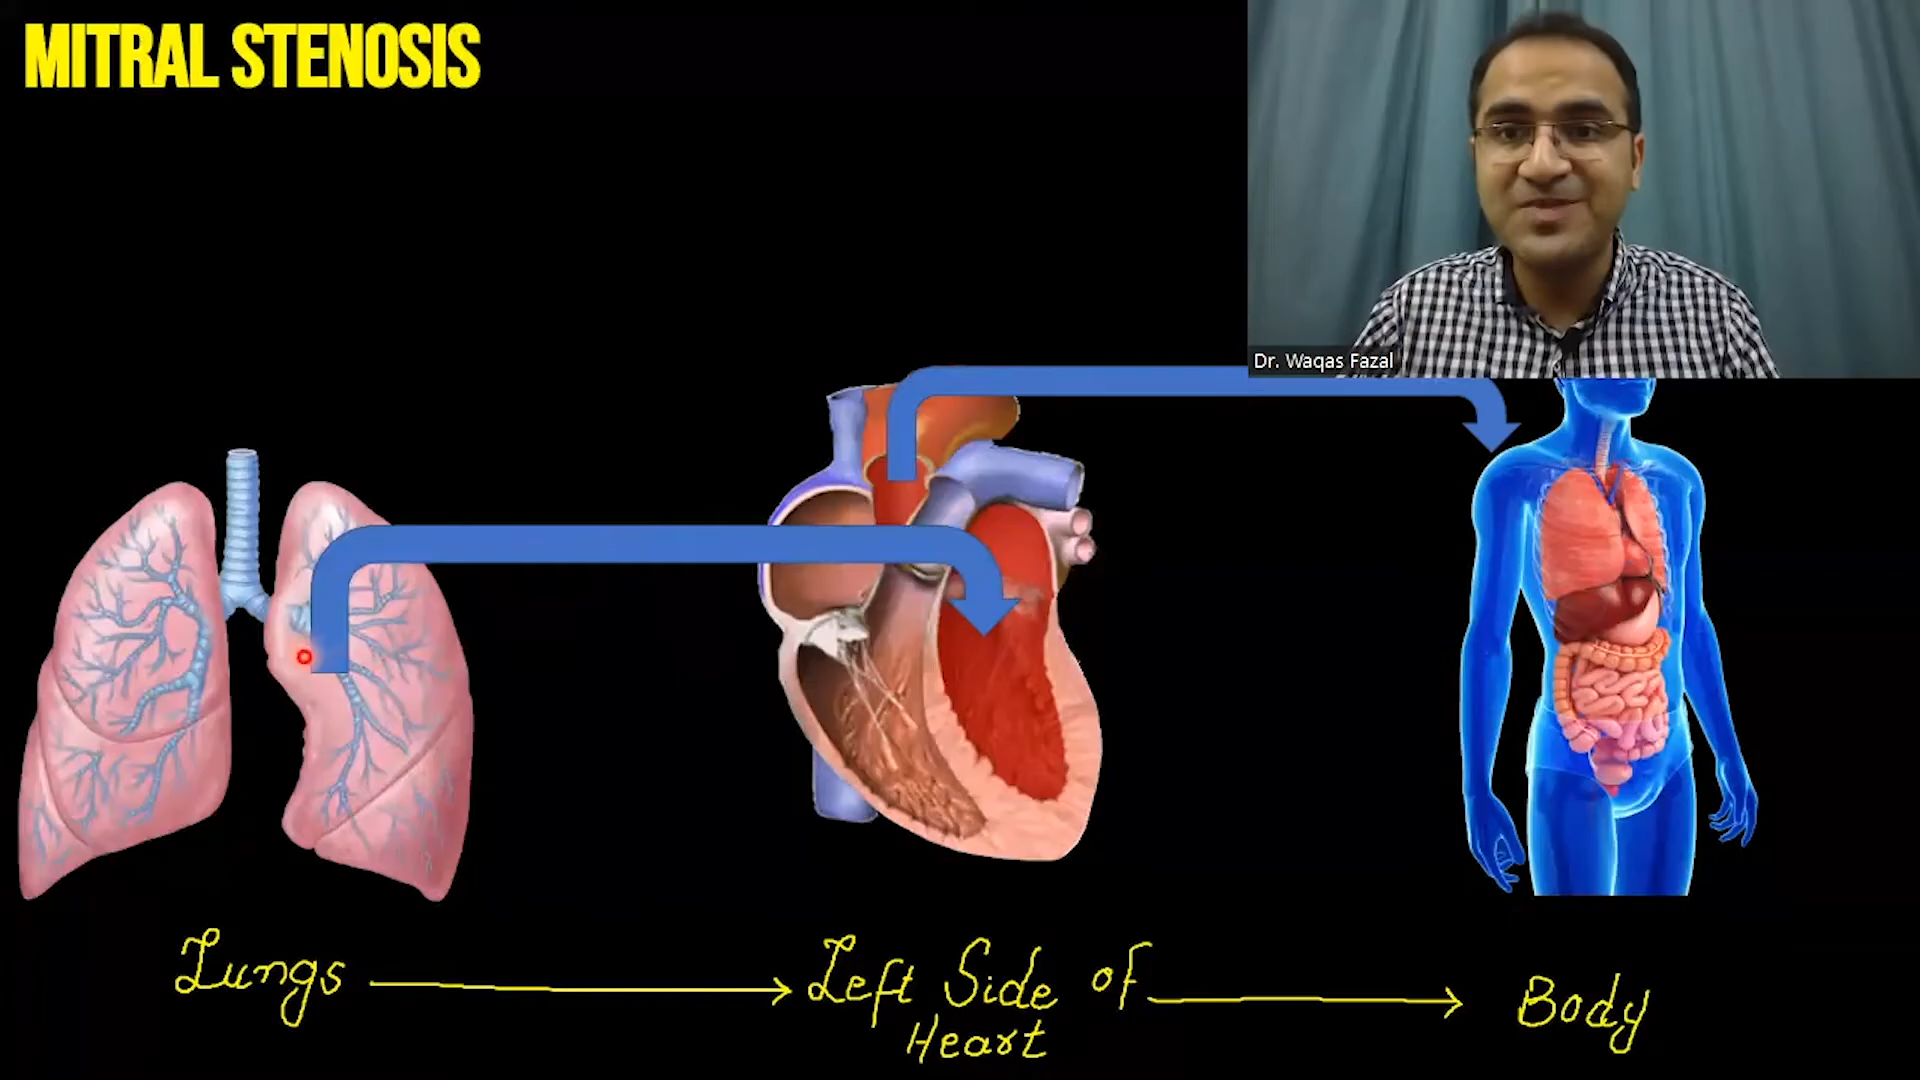 MITRAL STENOSIS
Dr. Waqas Fazal
Lungs
Left Side of
Heart
Body